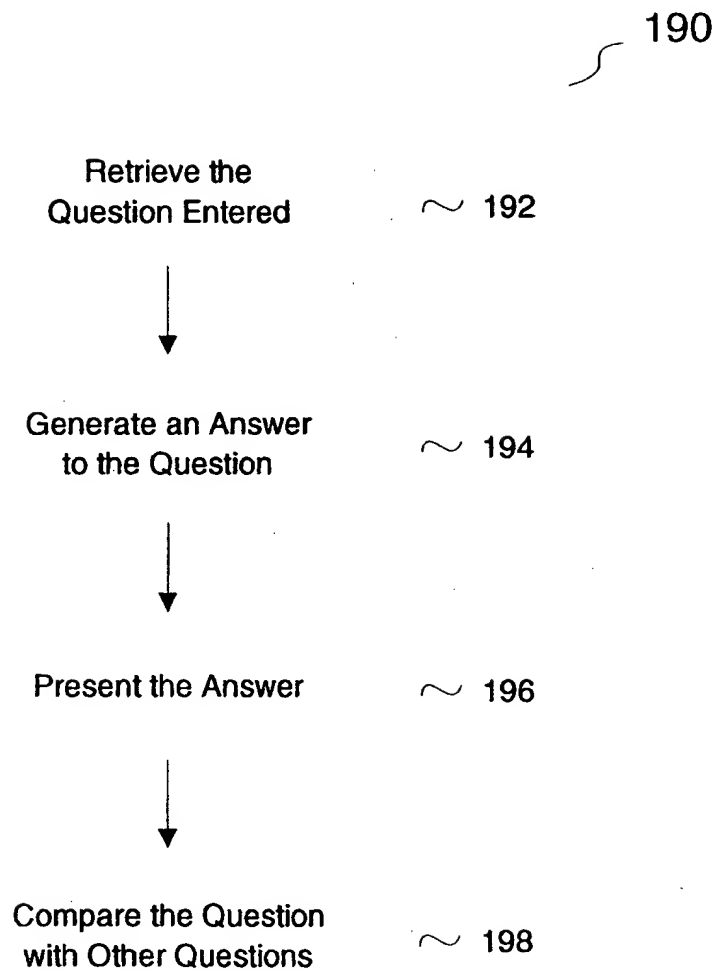 190
Retrieve the
Question Entered
192
Generate an Answer
to the Question
194
Present the Answer
196
Compare the Question
with Other Questions
198